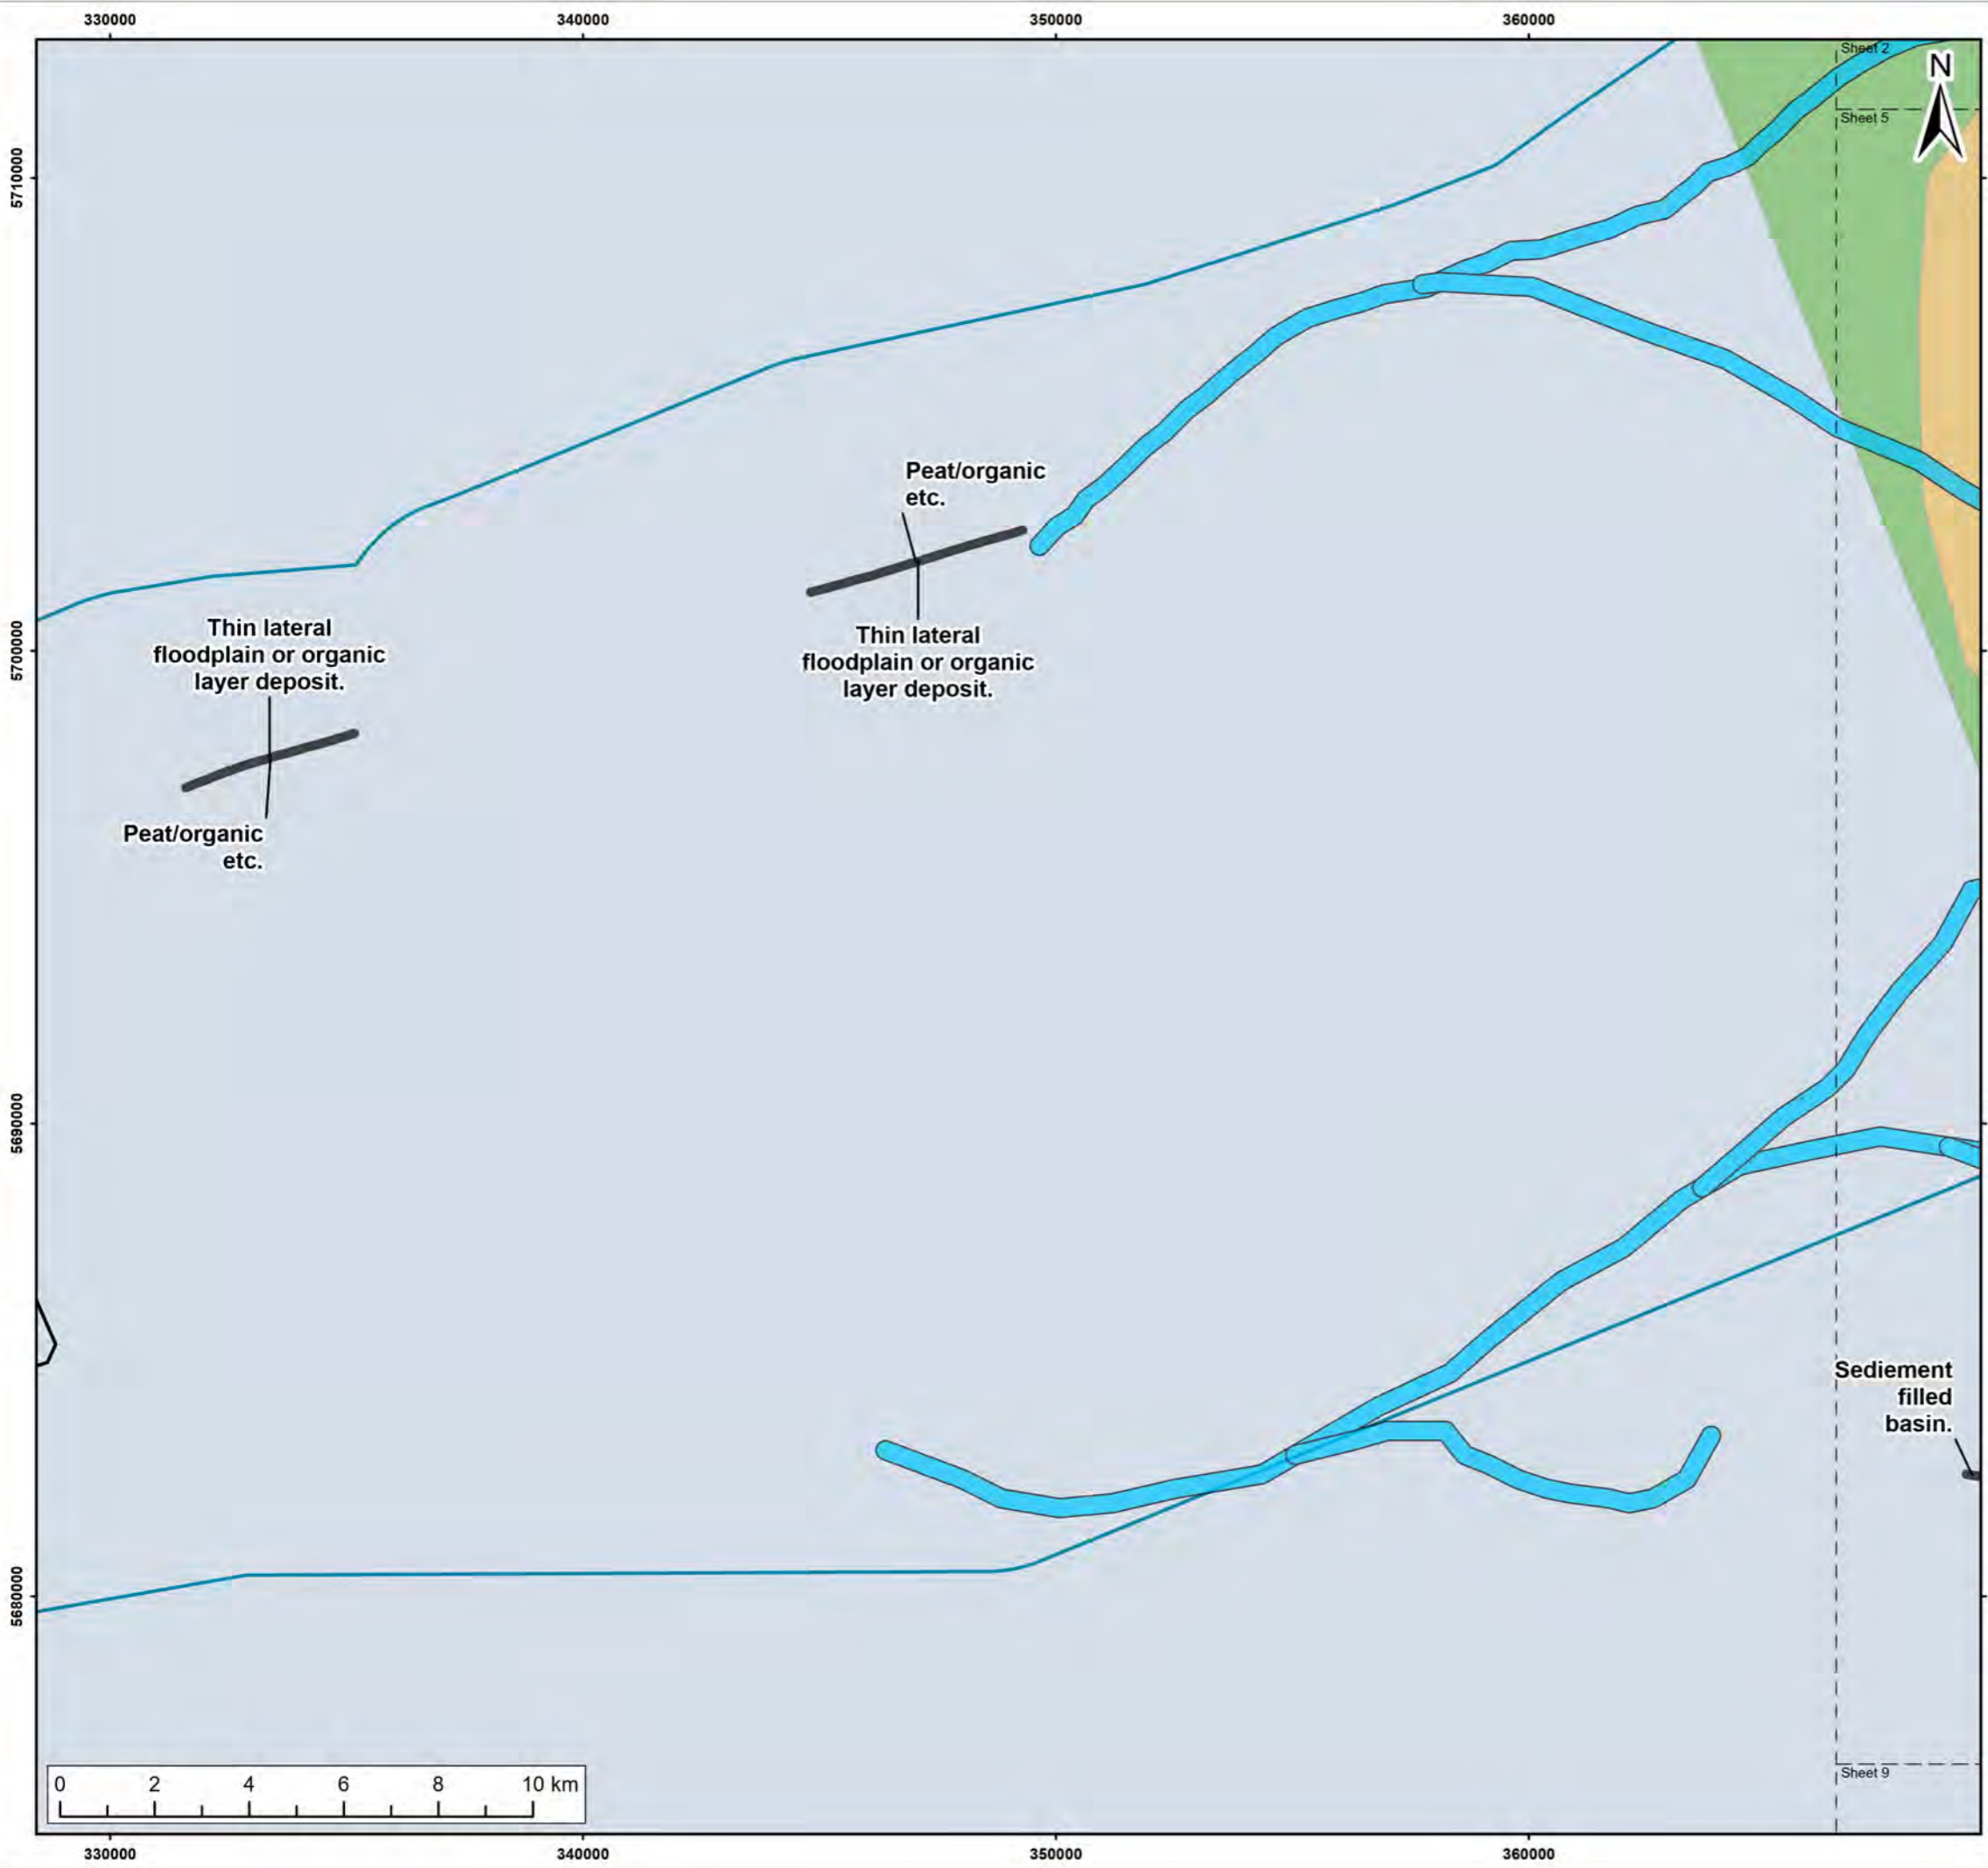 330000
340000
350000
360000
Sheet 2
N
Sheet 5
5710000
Peat/organic
etc.
Thin lateral
floodplain or organic
layer deposit.
5700000
Thin lateral
floodplain or organic
layer deposit.
Peat/organic
etc.
5690000
Sediement
filled
basin.
5680000
Sheet 9
0 2 4 6 8 10 km
330000
340000
350000
360000